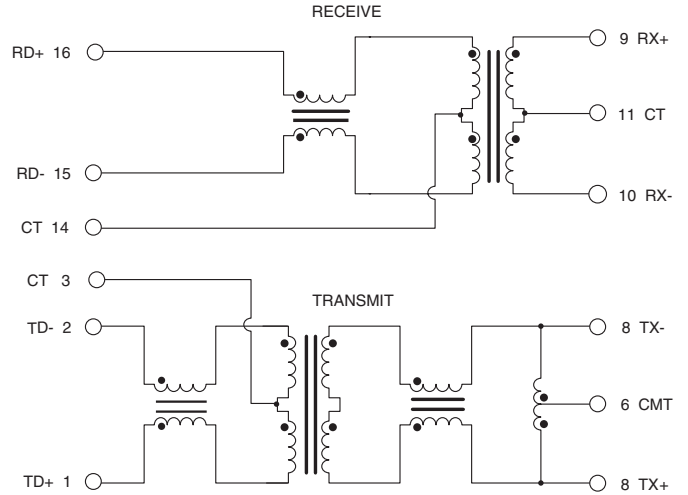 RECEIVE
RD+ 16
9 RX+
11 CT
RD- 15
10 RX-
CT 14
CT 3
TRANSMIT
TD- 2
8 TX-
6 CMT
TD+ 1
8 TX+